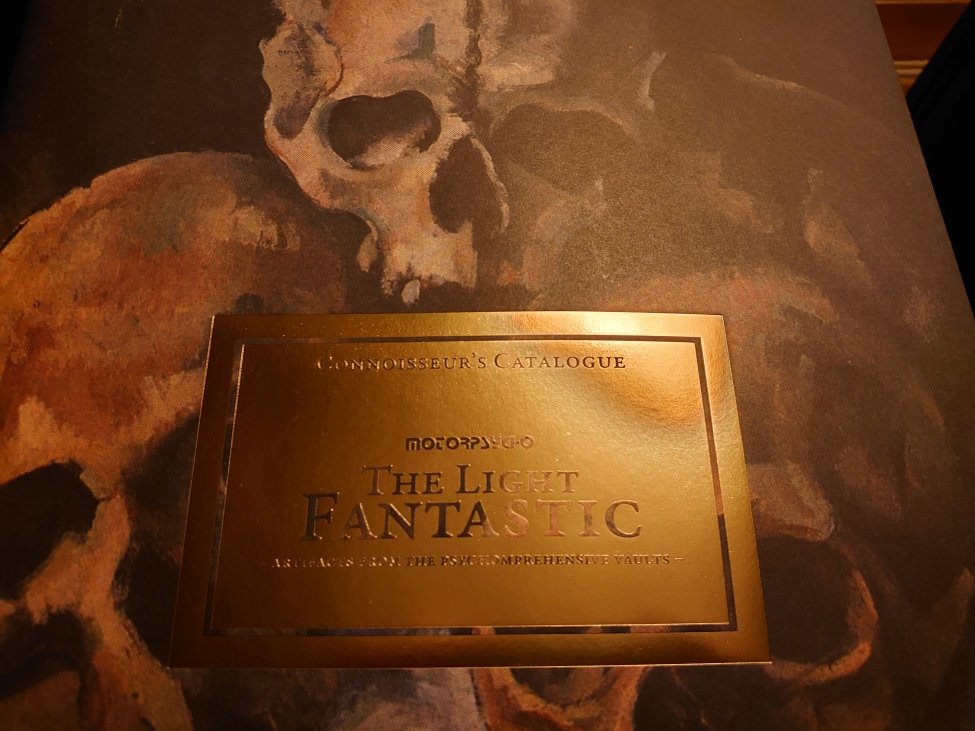 CONNOISSEUR'S CATALOGUE
MOTORPSYCHO
THE LIGHT
FANTASTIC
– ARTIFACTS FROM THE PSYCHOMPREHENSIVE VAULTS –